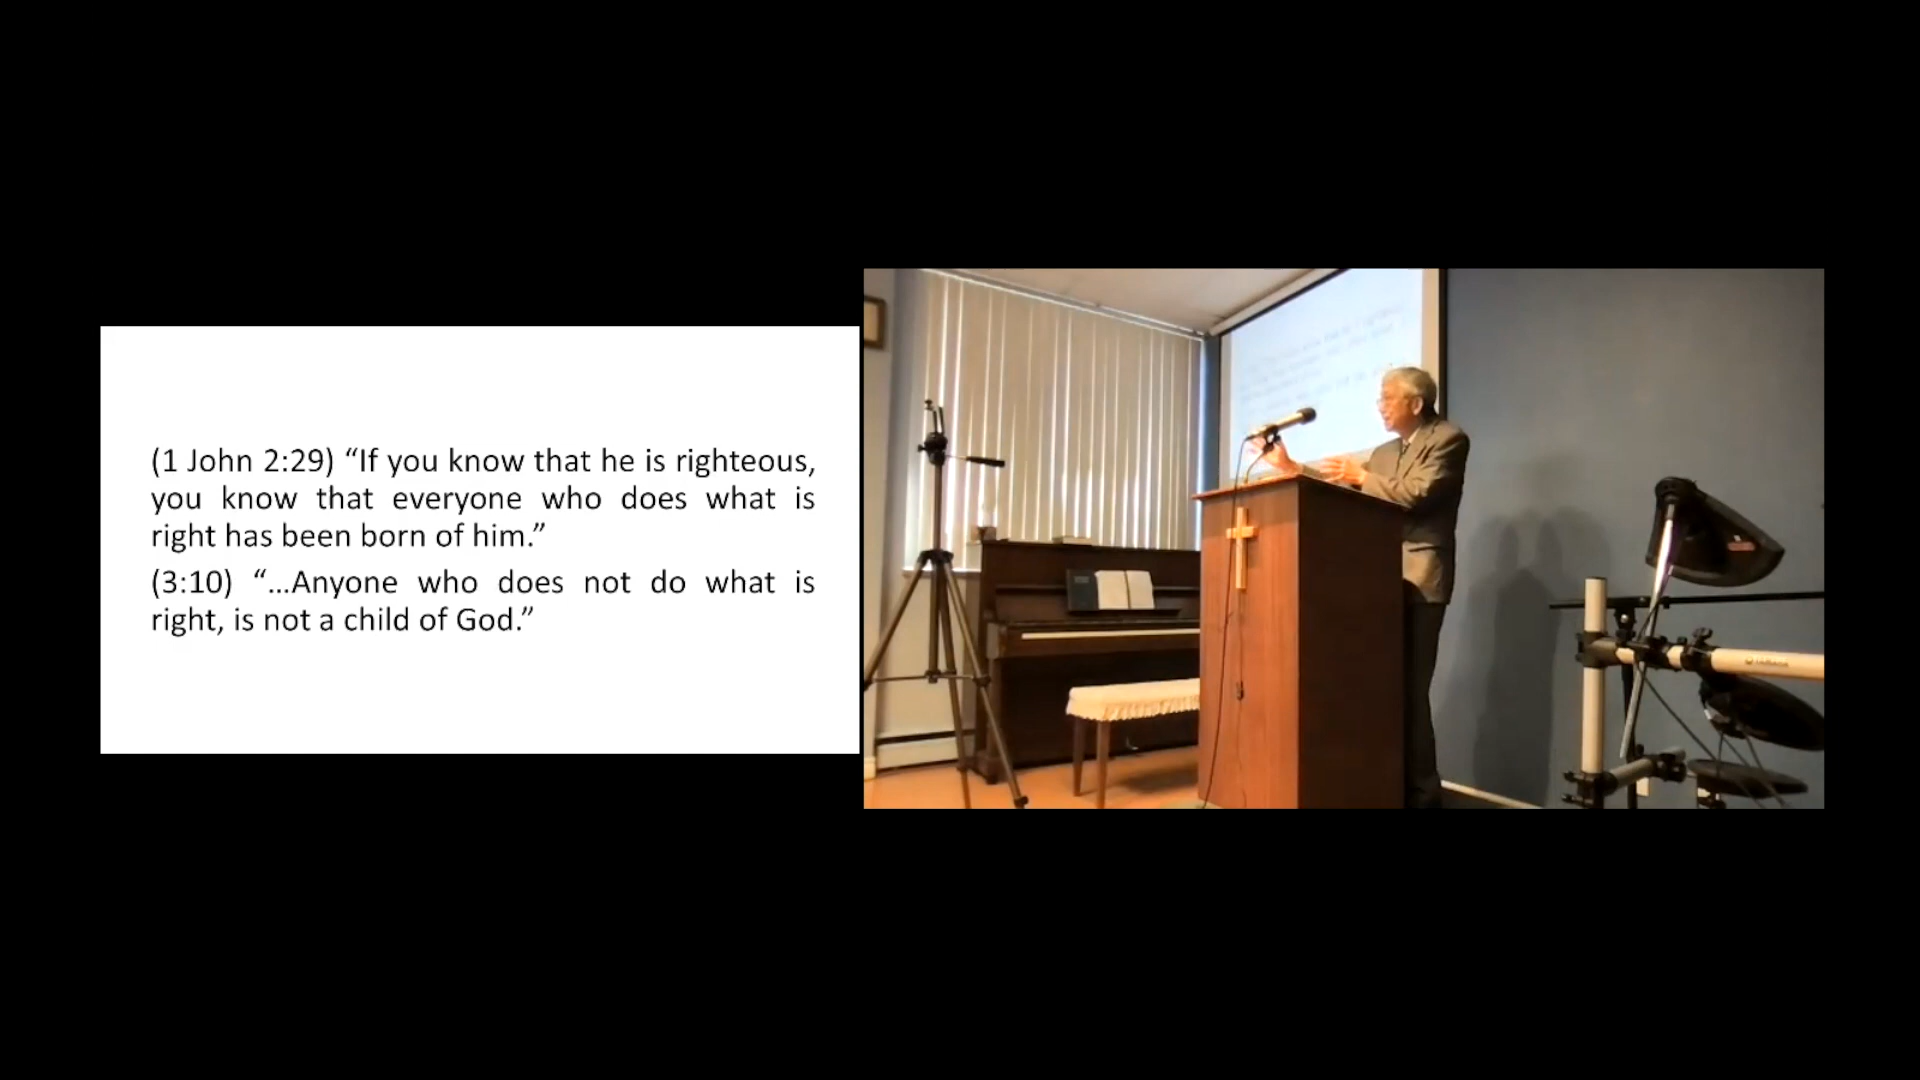 (1 John 2:29) “If you know that he is righteous,
you know that everyone who does what is
right has been born of him.”
(3:10) “…Anyone who does not do what is
right, is not a child of God.”